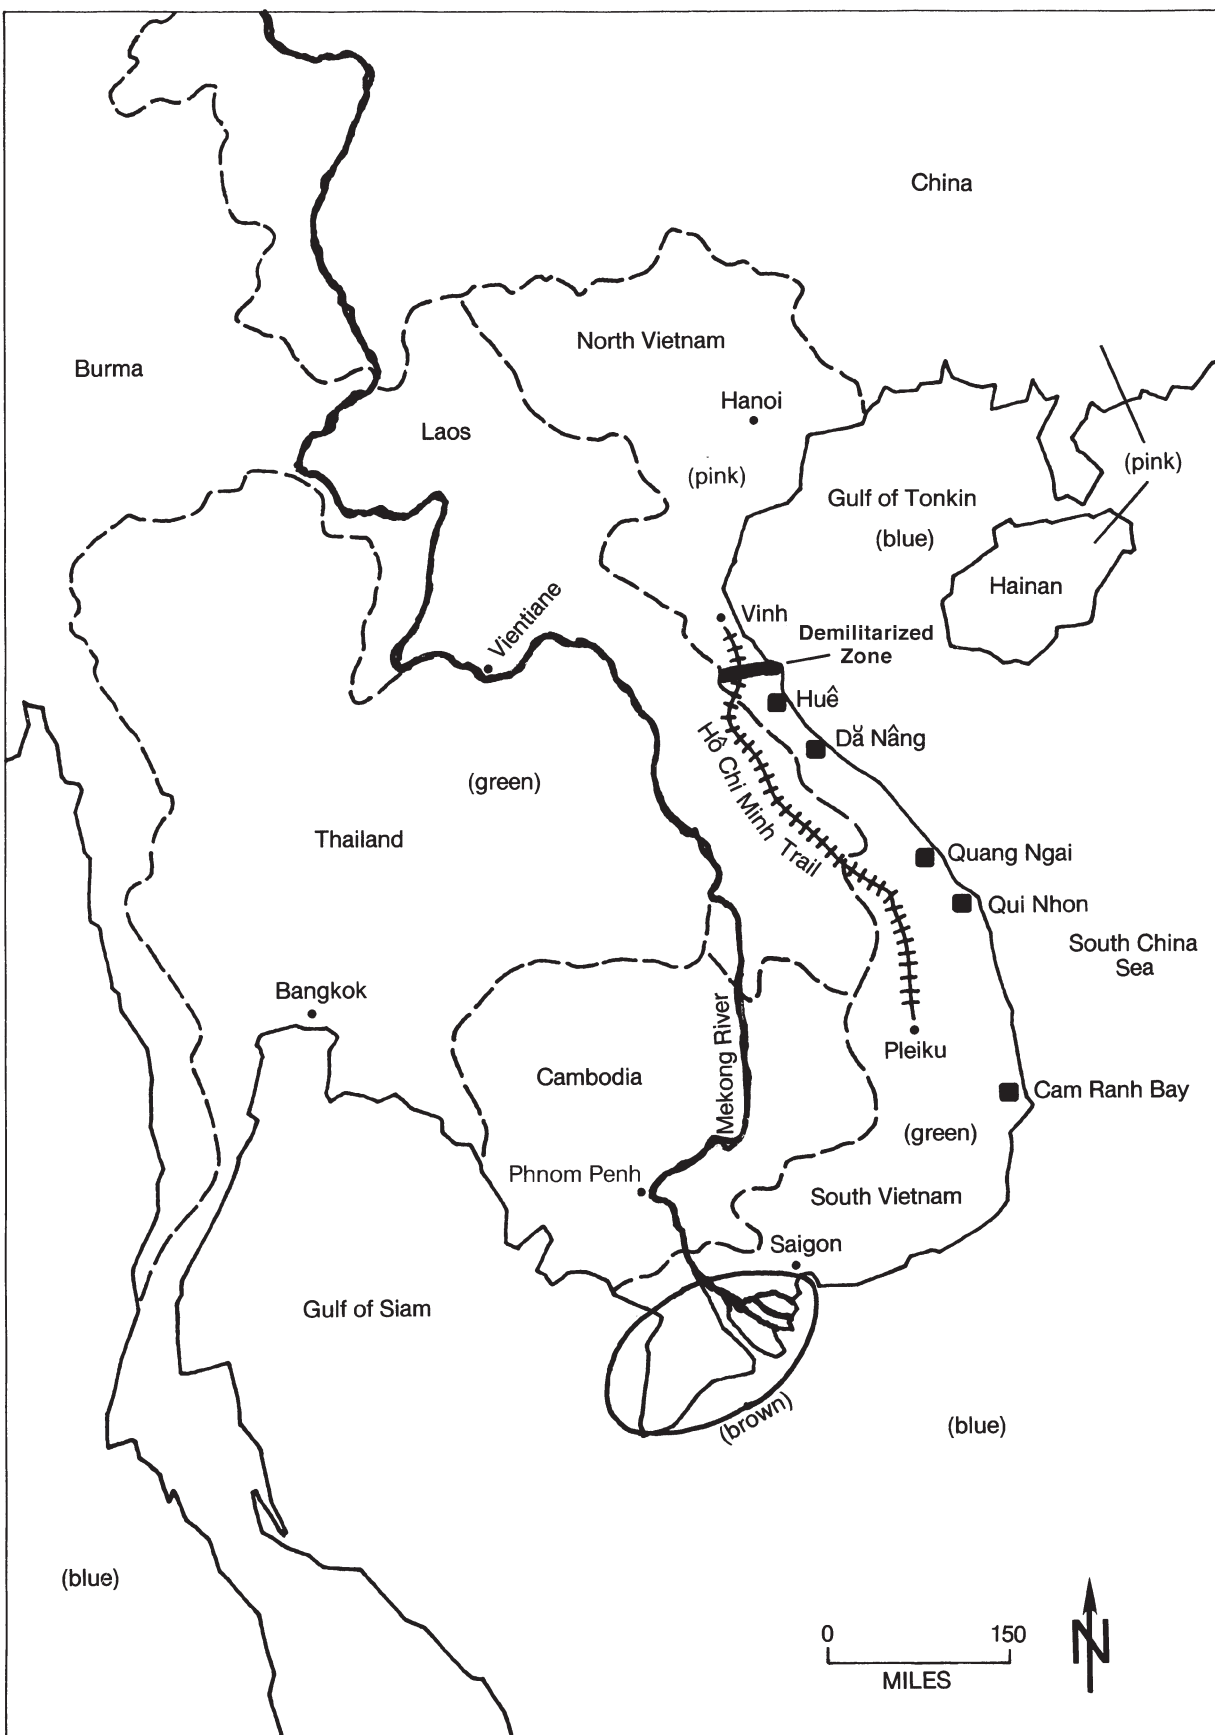 China
North Vietnam
Burma
Hanoi
Laos
(pink)
(pink)
Gulf of Tonkin
(blue)
Hainan
Vientiane
Vinh
Demilitarized
Zone
Huê
Dă Nâng
Hô Chi Minh Trail
(green)
Thailand
Quang Ngai
Qui Nhon
South China
Sea
Bangkok
Mekong River
Pleiku
Cambodia
Cam Ranh Bay
(green)
Phnom Penh
South Vietnam
Saigon
Gulf of Siam
(brown)
(blue)
(blue)
0 150
MILES
N